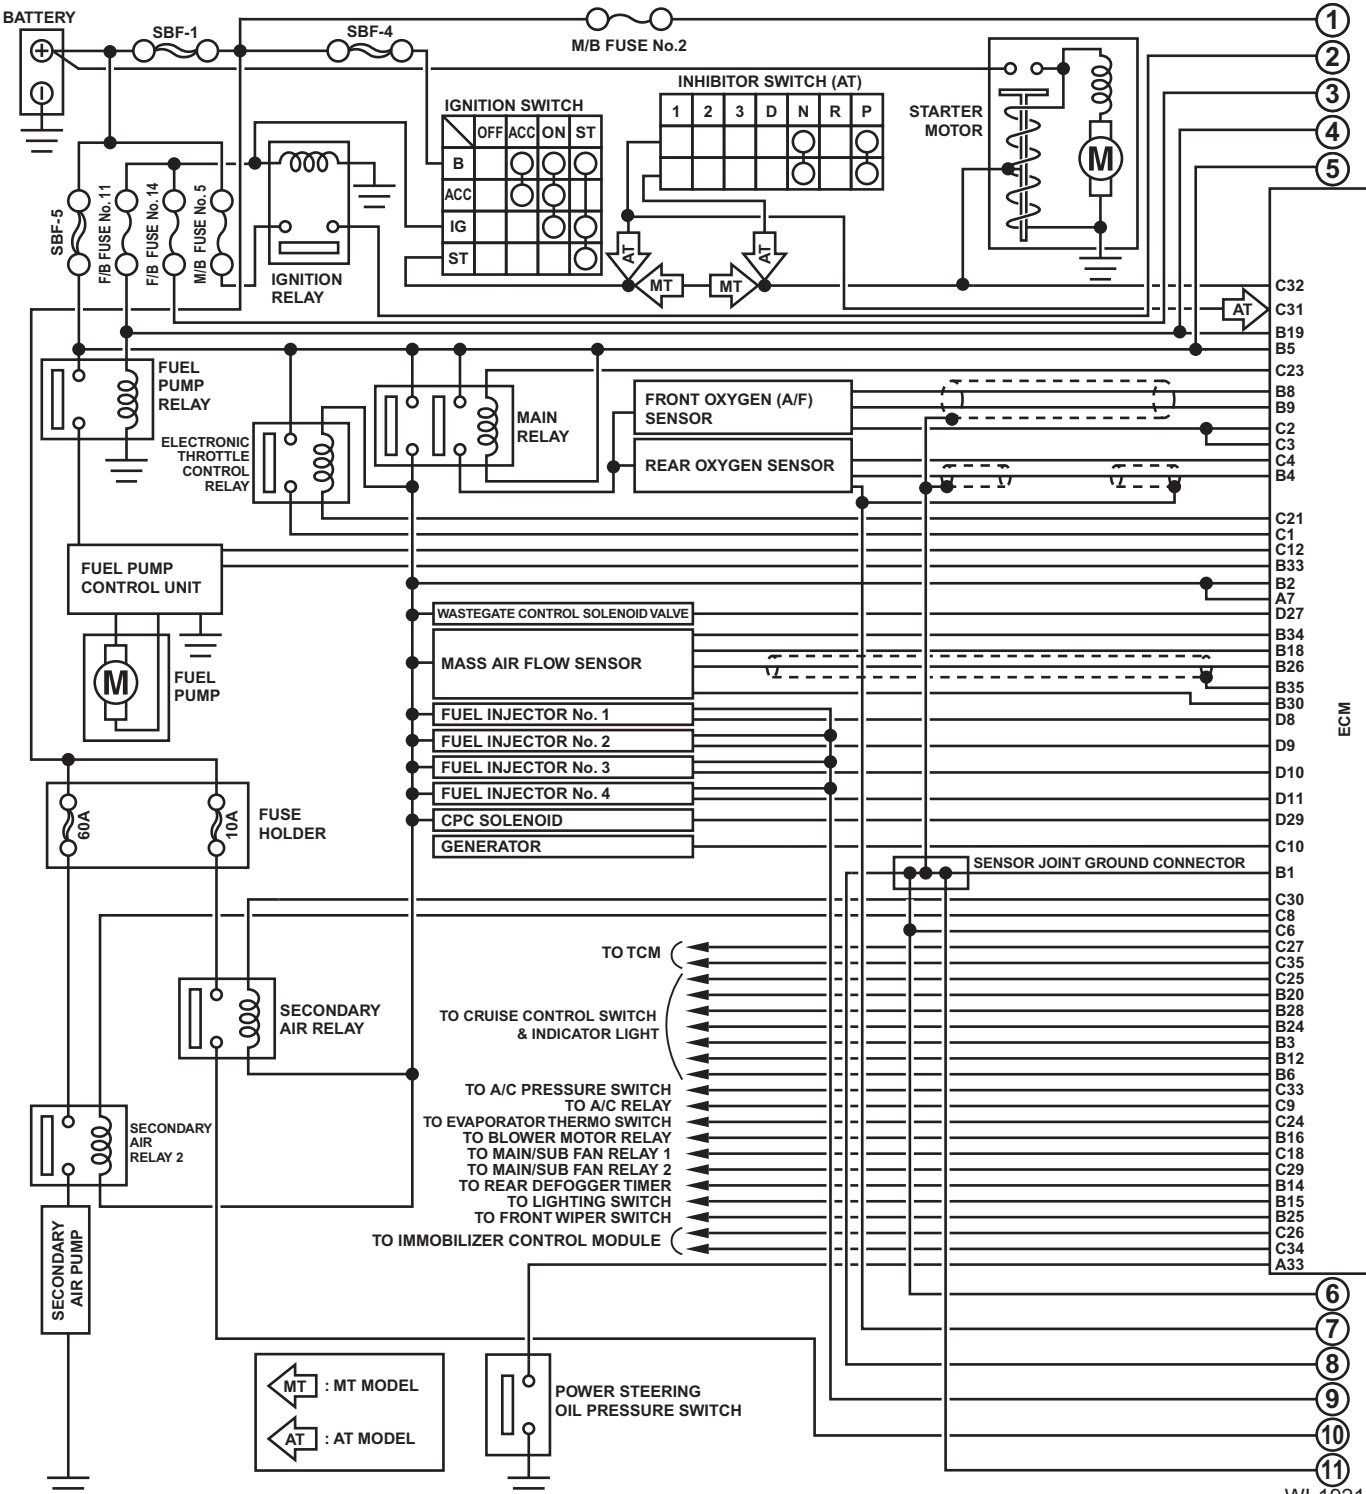 BATTERY
SBF-1
SBF-4
M/B FUSE No.2
1
2
3
4
5
INHIBITOR SWITCH (AT)
1 2 3 D N R P
STARTER
MOTOR
M
IGNITION SWITCH
OFF ACC ON ST
B
ACC
IG
ST
SBF-5
F/B FUSE No. 11
F/B FUSE No. 14
M/B FUSE No. 5
IGNITION
RELAY
AT
MT
MT
AT
AT
FUEL
PUMP
RELAY
ELECTRONIC
THROTTLE
CONTROL
RELAY
MAIN
RELAY
FRONT OXYGEN (A/F)
SENSOR
REAR OXYGEN SENSOR
FUEL PUMP
CONTROL UNIT
M
FUEL
PUMP
WASTEGATE CONTROL SOLENOID VALVE
MASS AIR FLOW SENSOR
FUEL INJECTOR No. 1
FUEL INJECTOR No. 2
FUEL INJECTOR No. 3
FUEL INJECTOR No. 4
CPC SOLENOID
GENERATOR
60A
10A
FUSE
HOLDER
SENSOR JOINT GROUND CONNECTOR
SECONDARY
AIR RELAY
SECONDARY
AIR
RELAY 2
SECONDARY
AIR PUMP
TO TCM
TO CRUISE CONTROL SWITCH
& INDICATOR LIGHT
TO A/C PRESSURE SWITCH
TO A/C RELAY
TO EVAPORATOR THERMO SWITCH
TO BLOWER MOTOR RELAY
TO MAIN/SUB FAN RELAY 1
TO MAIN/SUB FAN RELAY 2
TO REAR DEFOGGER TIMER
TO LIGHTING SWITCH
TO FRONT WIPER SWITCH
TO IMMOBILIZER CONTROL MODULE
MT : MT MODEL
AT : AT MODEL
POWER STEERING
OIL PRESSURE SWITCH
C32
C31
B19
B5
C23
B8
B9
C2
C3
C4
B4
C21
C1
C12
B33
B2
A7
D27
B34
B18
B26
B35
B30
D8
D9
D10
D11
D29
C10
B1
C30
C8
C6
C27
C35
C25
B20
B28
B24
B3
B12
B6
C33
C9
C24
B16
C18
C29
B14
B15
B25
C26
C34
A33
ECM
6
7
8
9
10
11